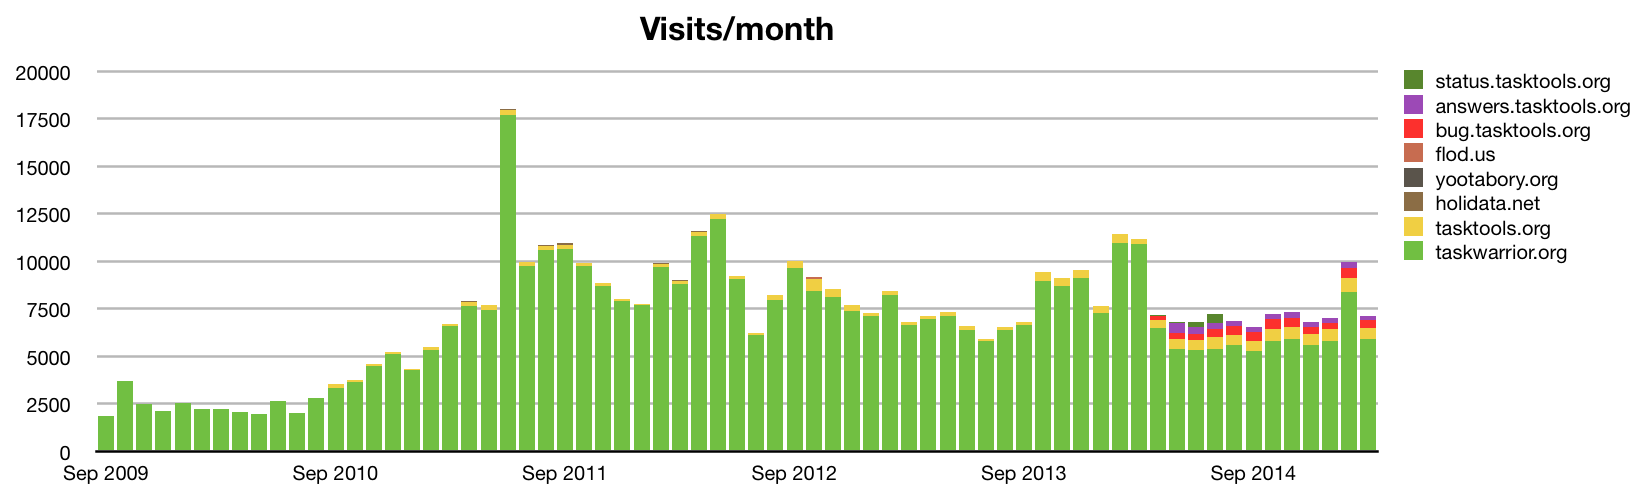 Visits/month
20000
17500
15000
12500
10000
7500
5000
2500
0
Sep 2009 Sep 2010 Sep 2011 Sep 2012 Sep 2013 Sep 2014
status.tasktools.org
answers.tasktools.org
bug.tasktools.org
flod.us
yootabory.org
holidata.net
tasktools.org
taskwarrior.org